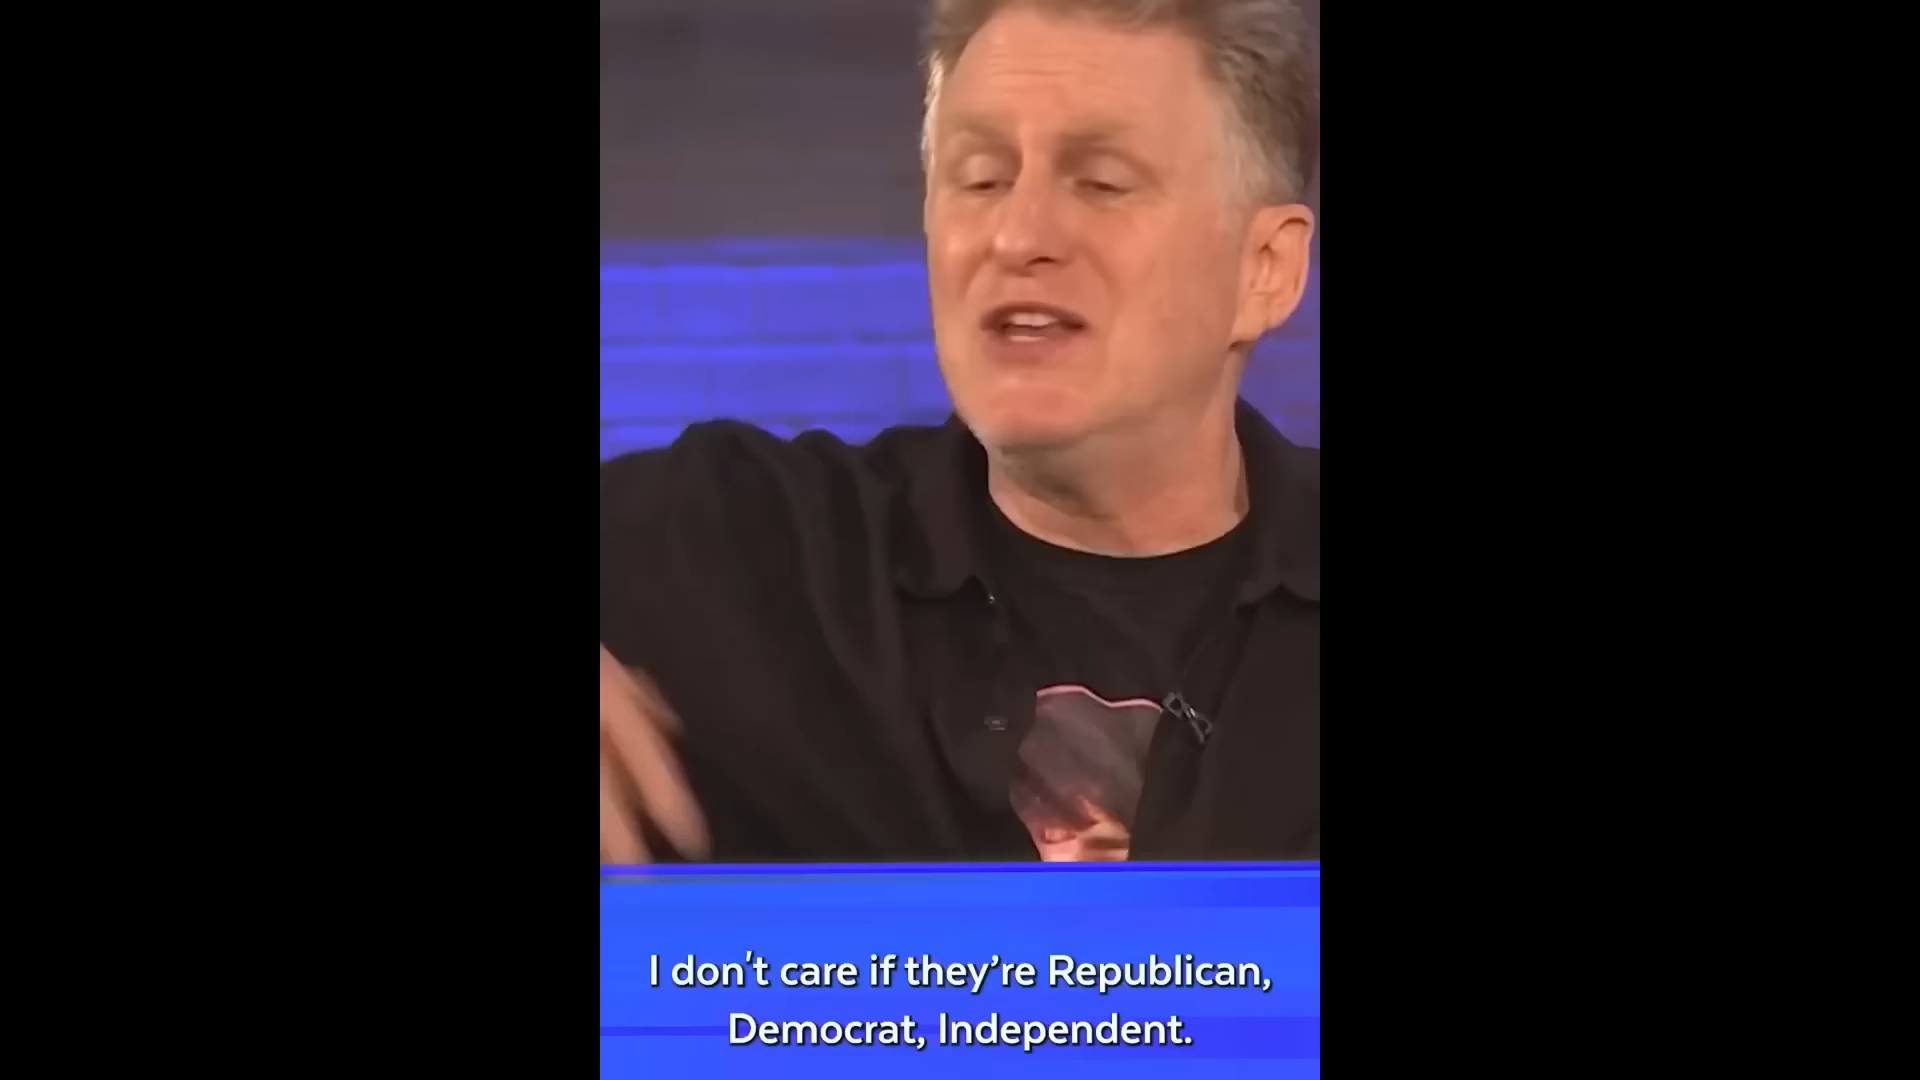 I don't care if they’re Republican,
Democrat, Independent.